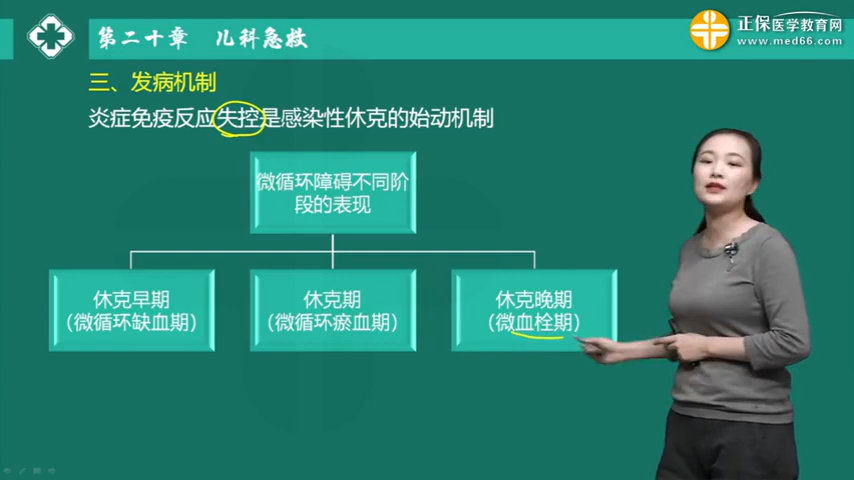 第二十章 儿科急救
正保医学教育网
www.med66.com
三、发病机制
炎症免疫反应失控是感染性休克的始动机制
微循环障碍不同阶
段的表现
休克早期
（微循环缺血期）
休克期
（微循环瘀血期）
休克晚期
（微血栓期）